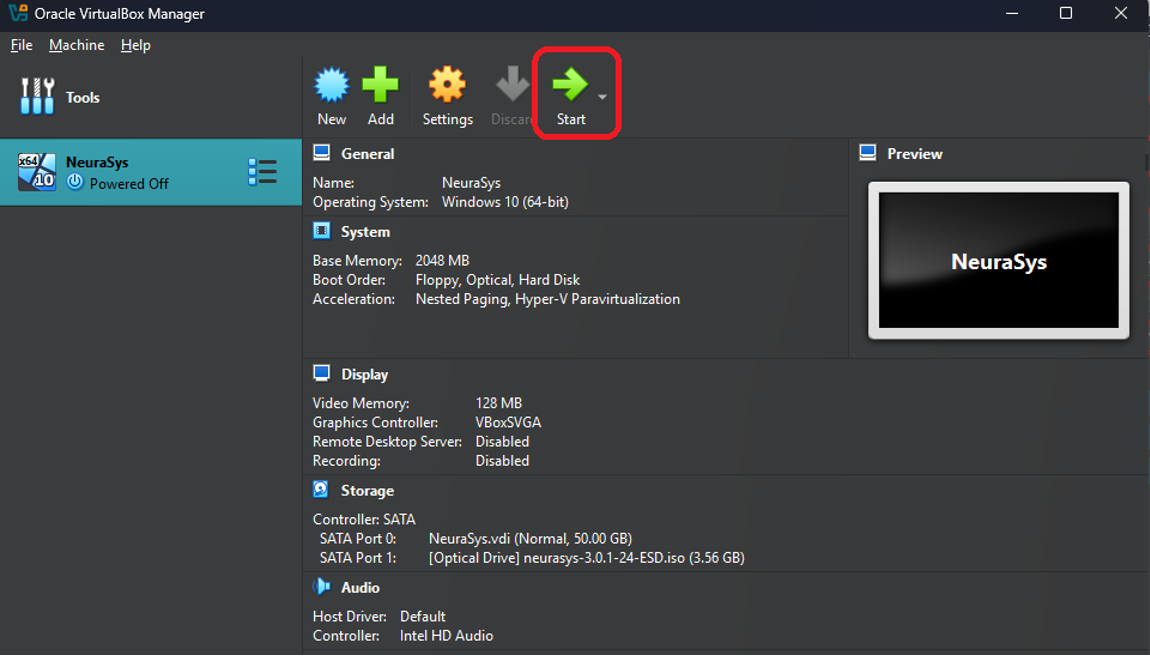 Oracle VirtualBox Manager
File Machine Help
Tools
New Add Settings Discard Start
x64
10
NeuraSys
Powered Off
General
Name: NeuraSys
Operating System: Windows 10 (64-bit)
Preview
NeuraSys
System
Base Memory: 2048 MB
Boot Order: Floppy, Optical, Hard Disk
Acceleration: Nested Paging, Hyper-V Paravirtualization
Display
Video Memory: 128 MB
Graphics Controller: VBoxSVGA
Remote Desktop Server: Disabled
Recording: Disabled
Storage
Controller: SATA
SATA Port 0: NeuraSys.vdi (Normal, 50.00 GB)
SATA Port 1: [Optical Drive] neurasys-3.0.1-24-ESD.iso (3.56 GB)
Audio
Host Driver: Default
Controller: Intel HD Audio